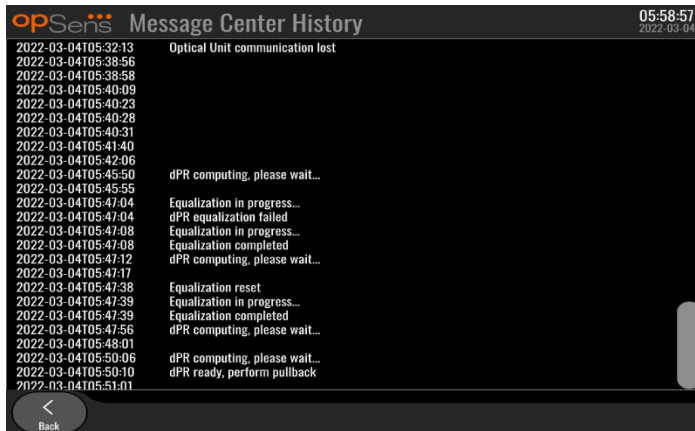 opSens Message Center History 05:58:57
2022-03-04
2022-03-04T05:32:13 Optical Unit communication lost
2022-03-04T05:38:56
2022-03-04T05:38:58
2022-03-04T05:40:09
2022-03-04T05:40:23
2022-03-04T05:40:28
2022-03-04T05:40:31
2022-03-04T05:41:40
2022-03-04T05:42:06
2022-03-04T05:45:50 dPR computing, please wait...
2022-03-04T05:45:55
2022-03-04T05:47:04 Equalization in progress...
2022-03-04T05:47:04 dPR equalization failed
2022-03-04T05:47:08 Equalization in progress...
2022-03-04T05:47:08 Equalization completed
2022-03-04T05:47:12 dPR computing, please wait...
2022-03-04T05:47:17
2022-03-04T05:47:38 Equalization reset
2022-03-04T05:47:39 Equalization in progress...
2022-03-04T05:47:39 Equalization completed
2022-03-04T05:47:56 dPR computing, please wait...
2022-03-04T05:48:01
2022-03-04T05:50:06 dPR computing, please wait...
2022-03-04T05:50:10 dPR ready, perform pullback
2022-03-04T05:51:01
Back